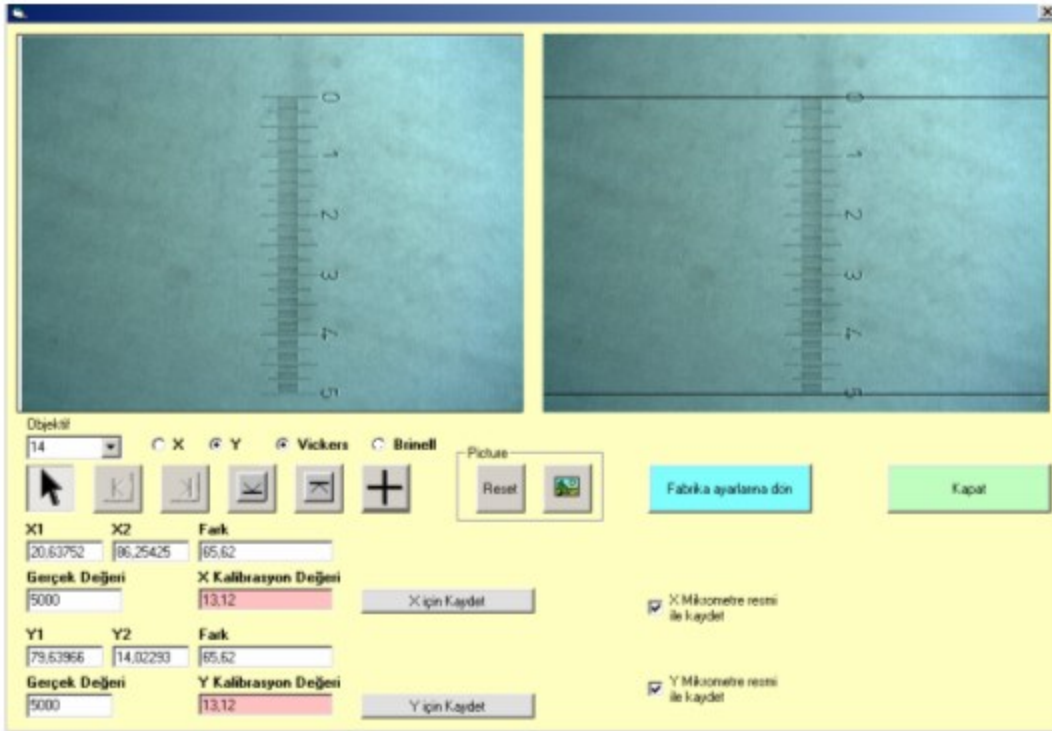 0
1
2
3
4
5
0
1
2
3
4
5
Objektif
14
X
Y
Vickers
Brinell
Picture
Reset
Fabrika ayarlarına dön
Kapat
X1 X2 Fark
20,63752 86,25425 65,62
Gerçek Değeri X Kalibrasyon Değeri
5000 13,12 X için Kaydet
X Mikrometre resmi
ile kaydet
Y1 Y2 Fark
79,63966 14,02293 65,62
Gerçek Değeri Y Kalibrasyon Değeri
5000 13,12 Y için Kaydet
Y Mikrometre resmi
ile kaydet